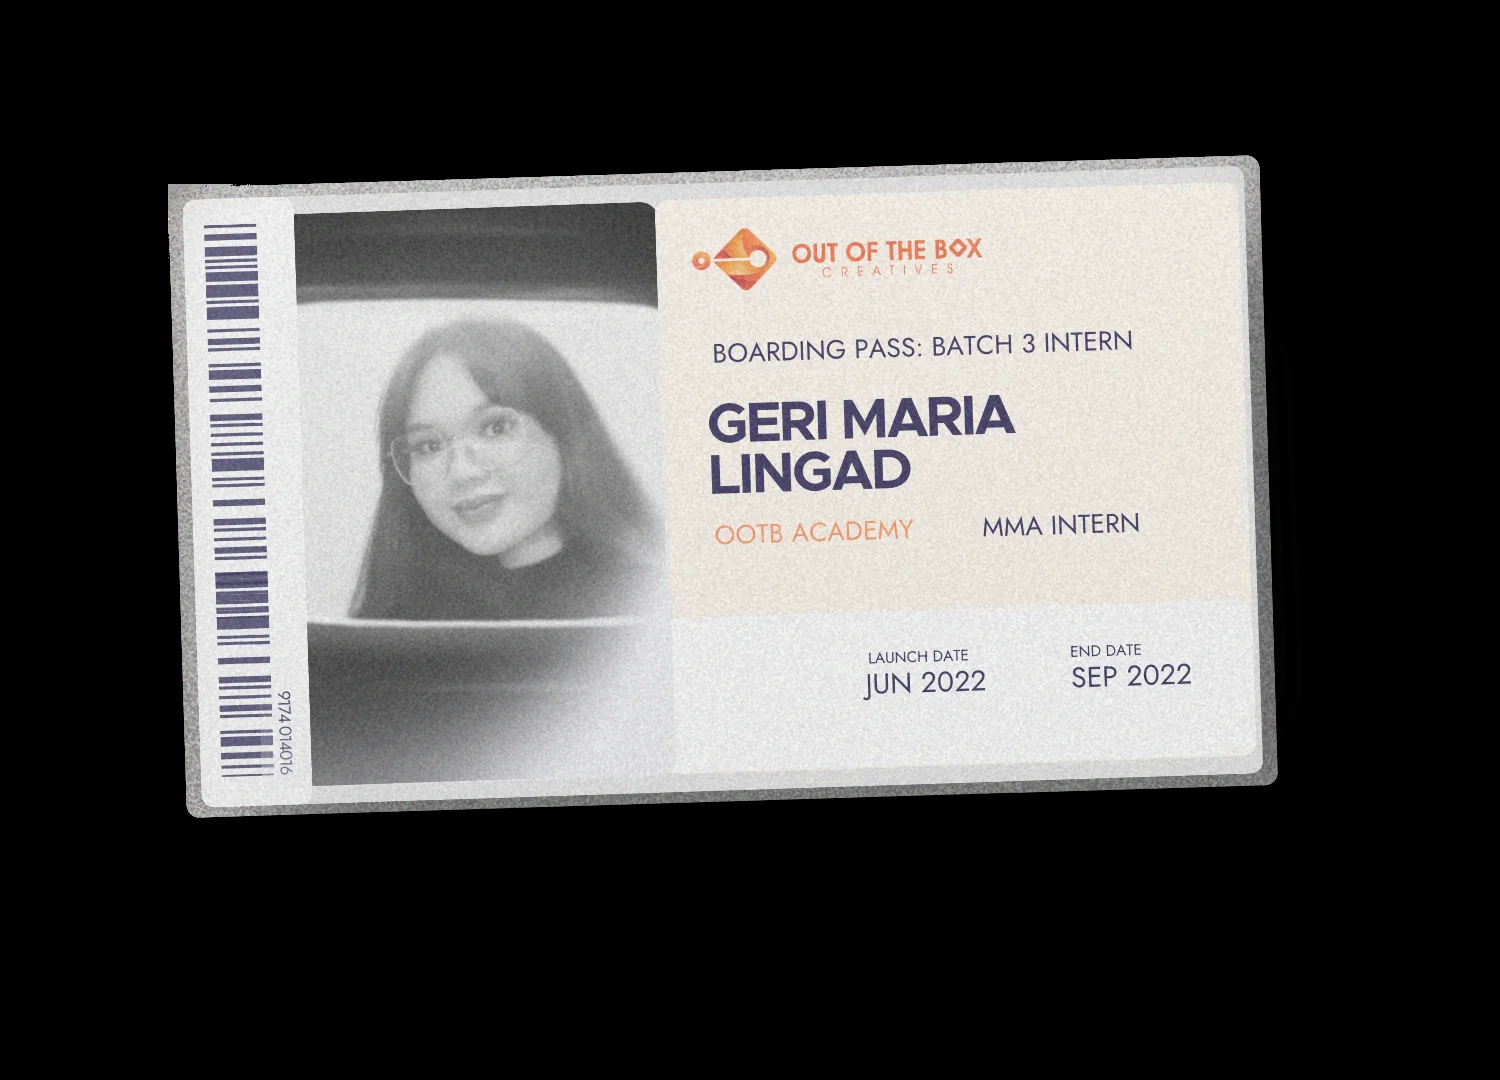 OUT OF THE BOX
CREATIVES
BOARDING PASS: BATCH 3 INTERN
GERI MARIA
LINGAD
OOTB ACADEMY MMA INTERN
LAUNCH DATE END DATE
JUN 2022 SEP 2022
9174 014016